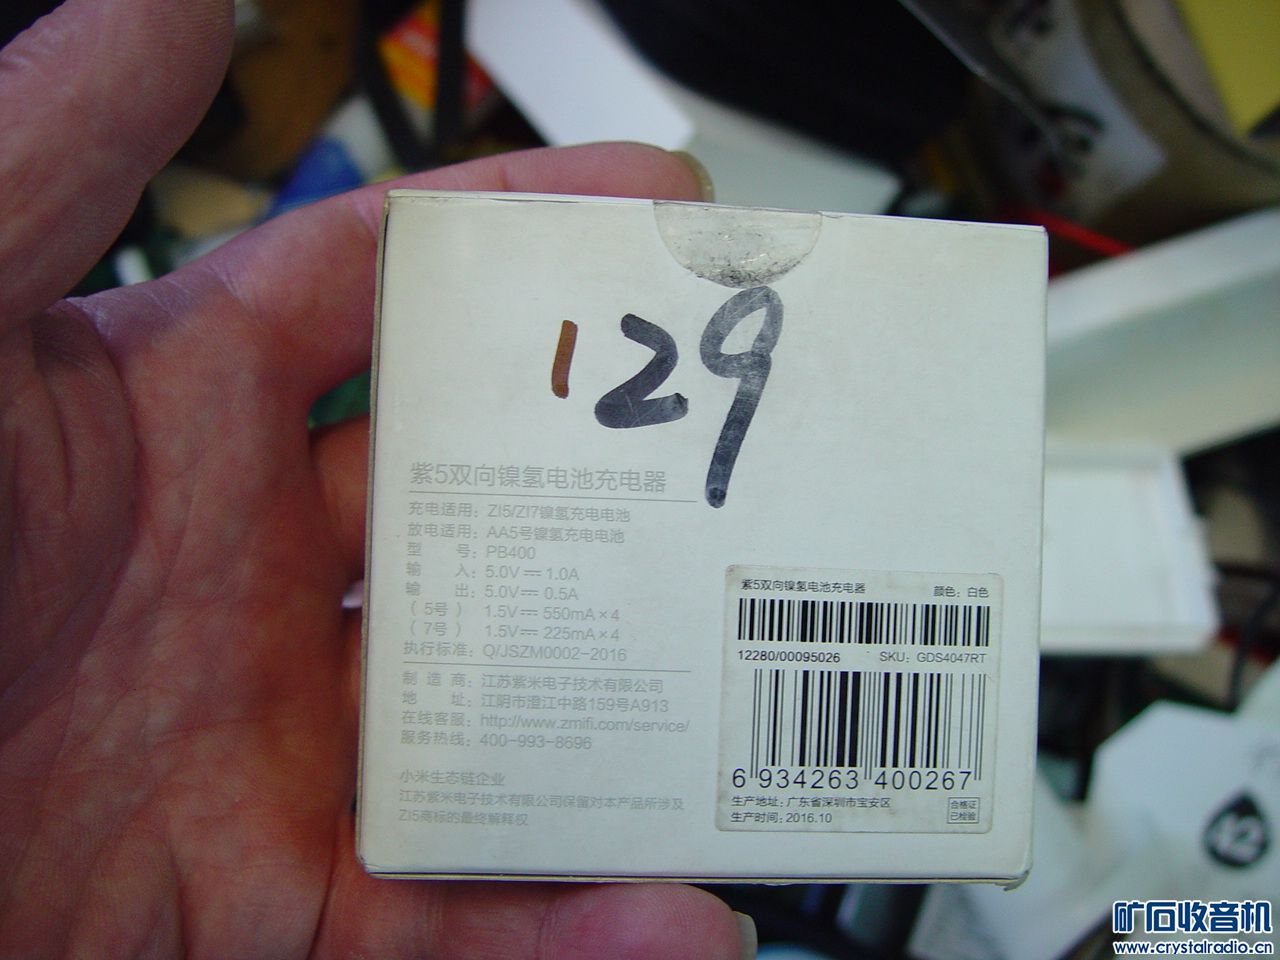 129
紫5双向镍氢电池充电器
充电适用：ZI5/ZI7镍氢充电电池
放电适用：AA5号镍氢充电电池
型 号：PB400
输 入：5.0V⎓1.0A
输 出：5.0V⎓0.5A
（5号） 1.5V⎓550mA×4
（7号） 1.5V⎓225mA×4
执行标准：Q/JSZM0002-2016
制 造 商：江苏紫米电子技术有限公司
地 址：江阴市澄江中路159号A913
在线客服：http://www.zmifi.com/service/
服务热线：400-993-8696
小米生态链企业
江苏紫米电子技术有限公司保留对本产品所涉及
ZI5商标的最终解释权
紫5双向镍氢电池充电器 颜色：白色
12280/00095026 SKU：GDS4047RT
6 934263 400267
生产地址：广东省深圳市宝安区
生产时间：2016.10
合格证
已检验
42
矿石收音机
www.crystalradio.cn